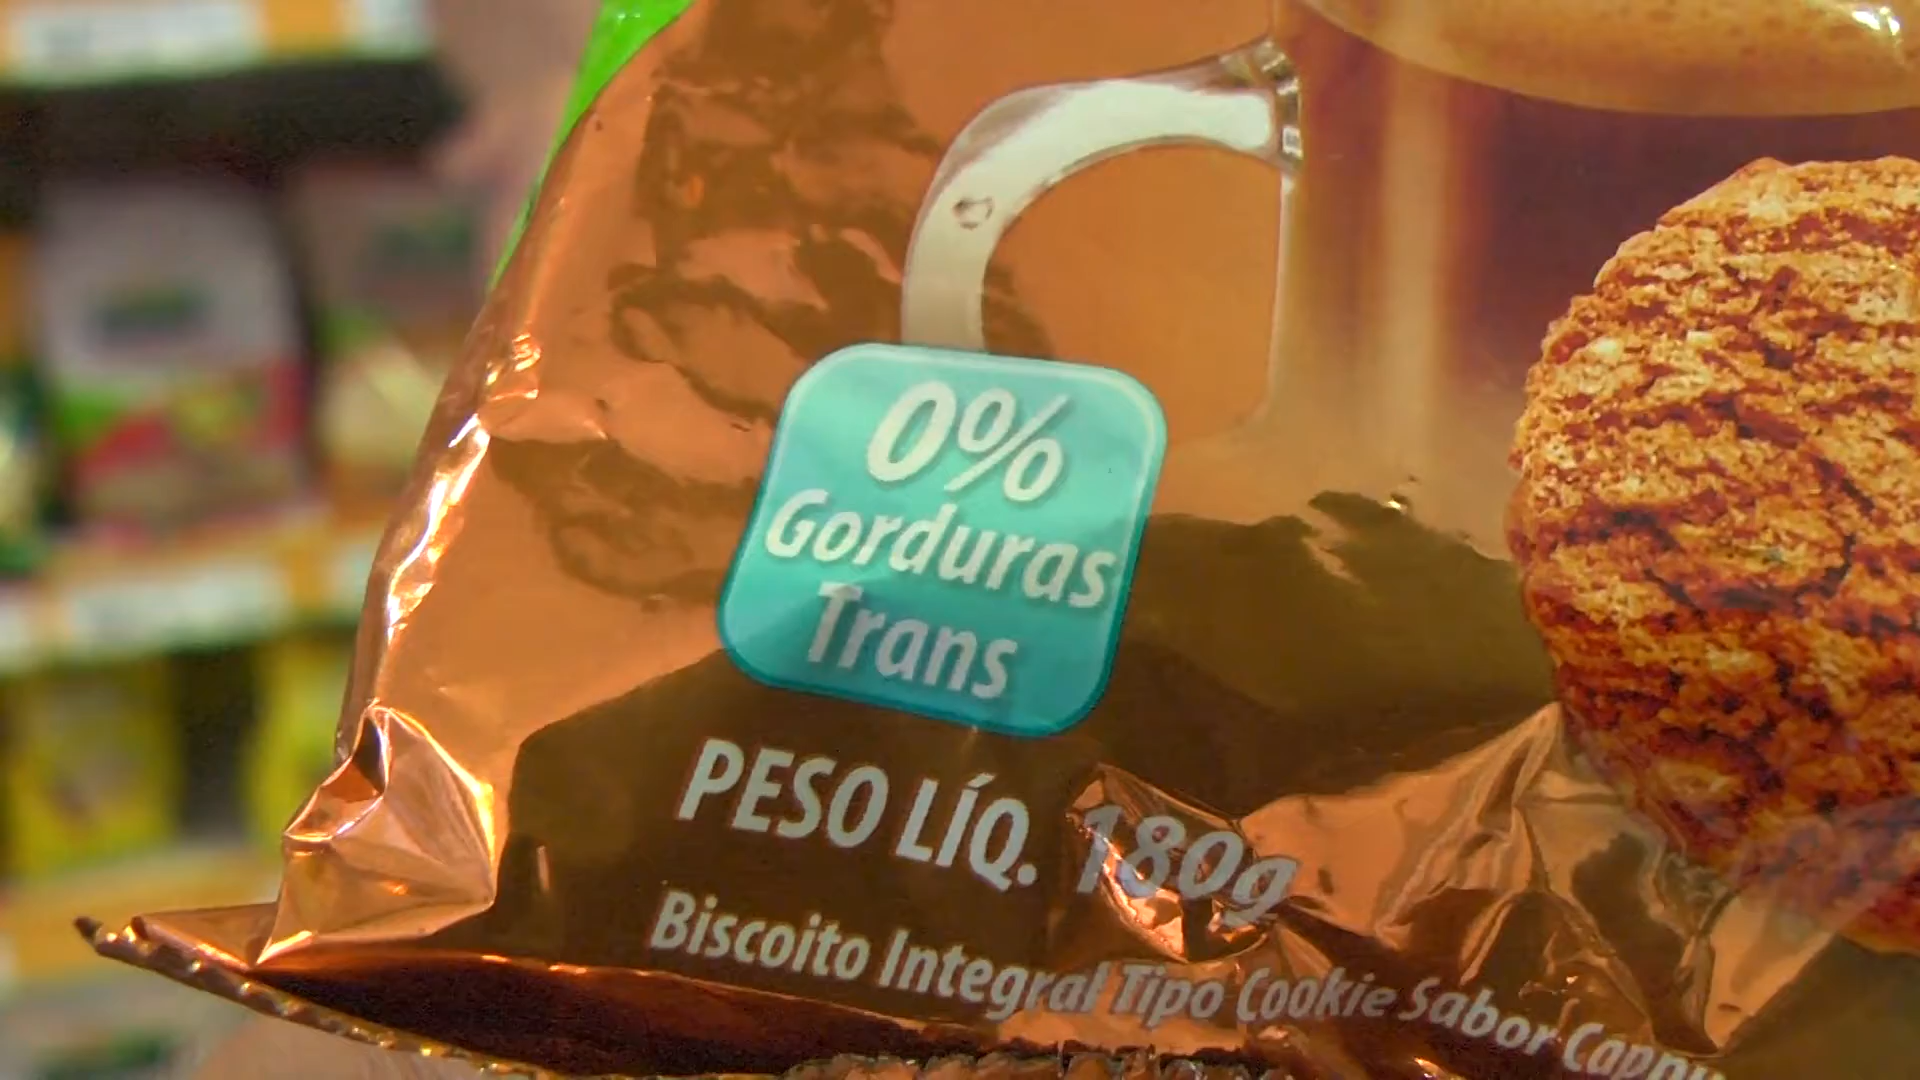 0%
Gorduras
Trans
PESO LÍQ. 180g
Biscoito Integral Tipo Cookie Sabor